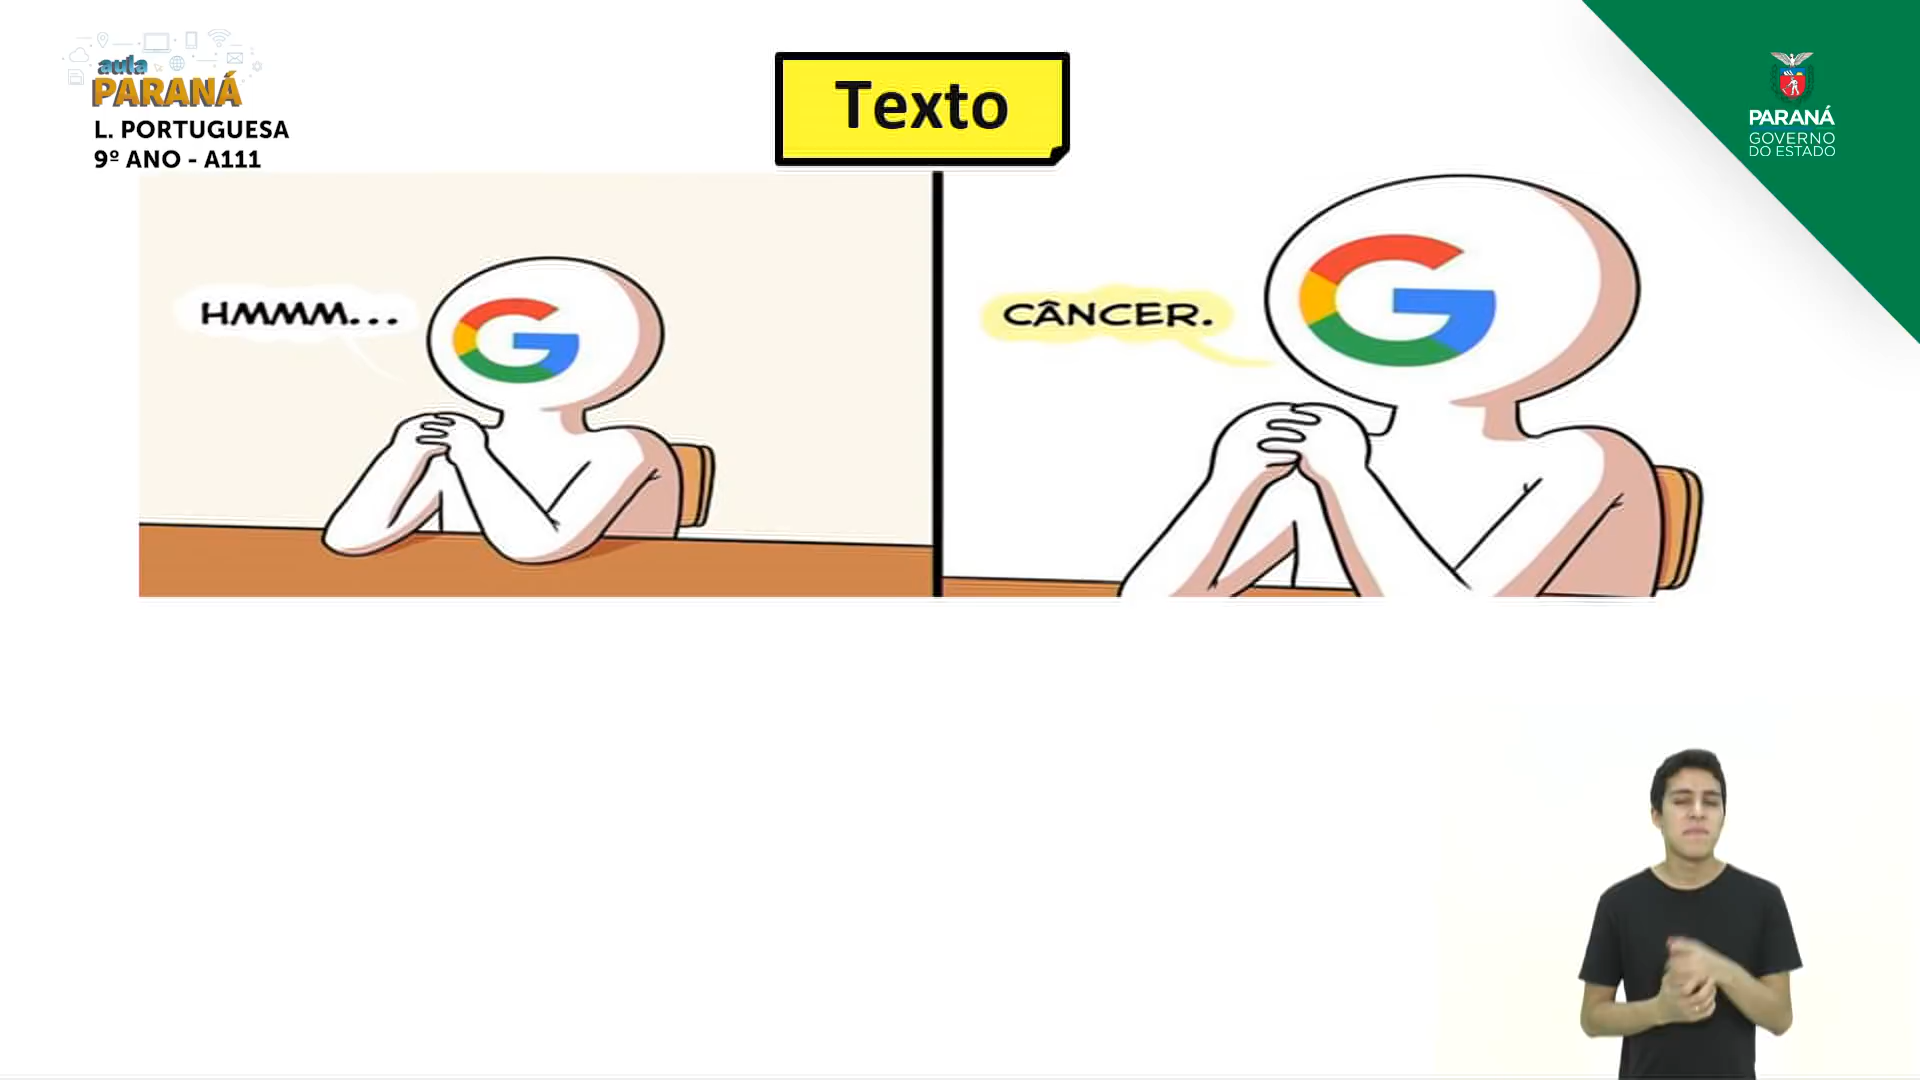 aula
PARANÁ
L. PORTUGUESA
9º ANO - A111
Texto
PARANÁ
GOVERNO
DO ESTADO
HMMM...
CÂNCER.